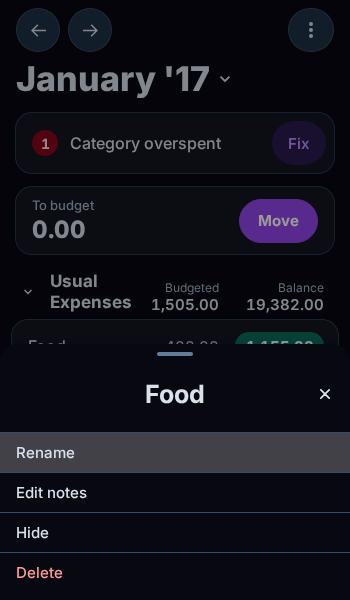 January '17
1
Category overspent
Fix
To budget
0.00
Move
Usual
Expenses
Budgeted
1,505.00
Balance
19,382.00
Food
Food
Rename
Edit notes
Hide
Delete